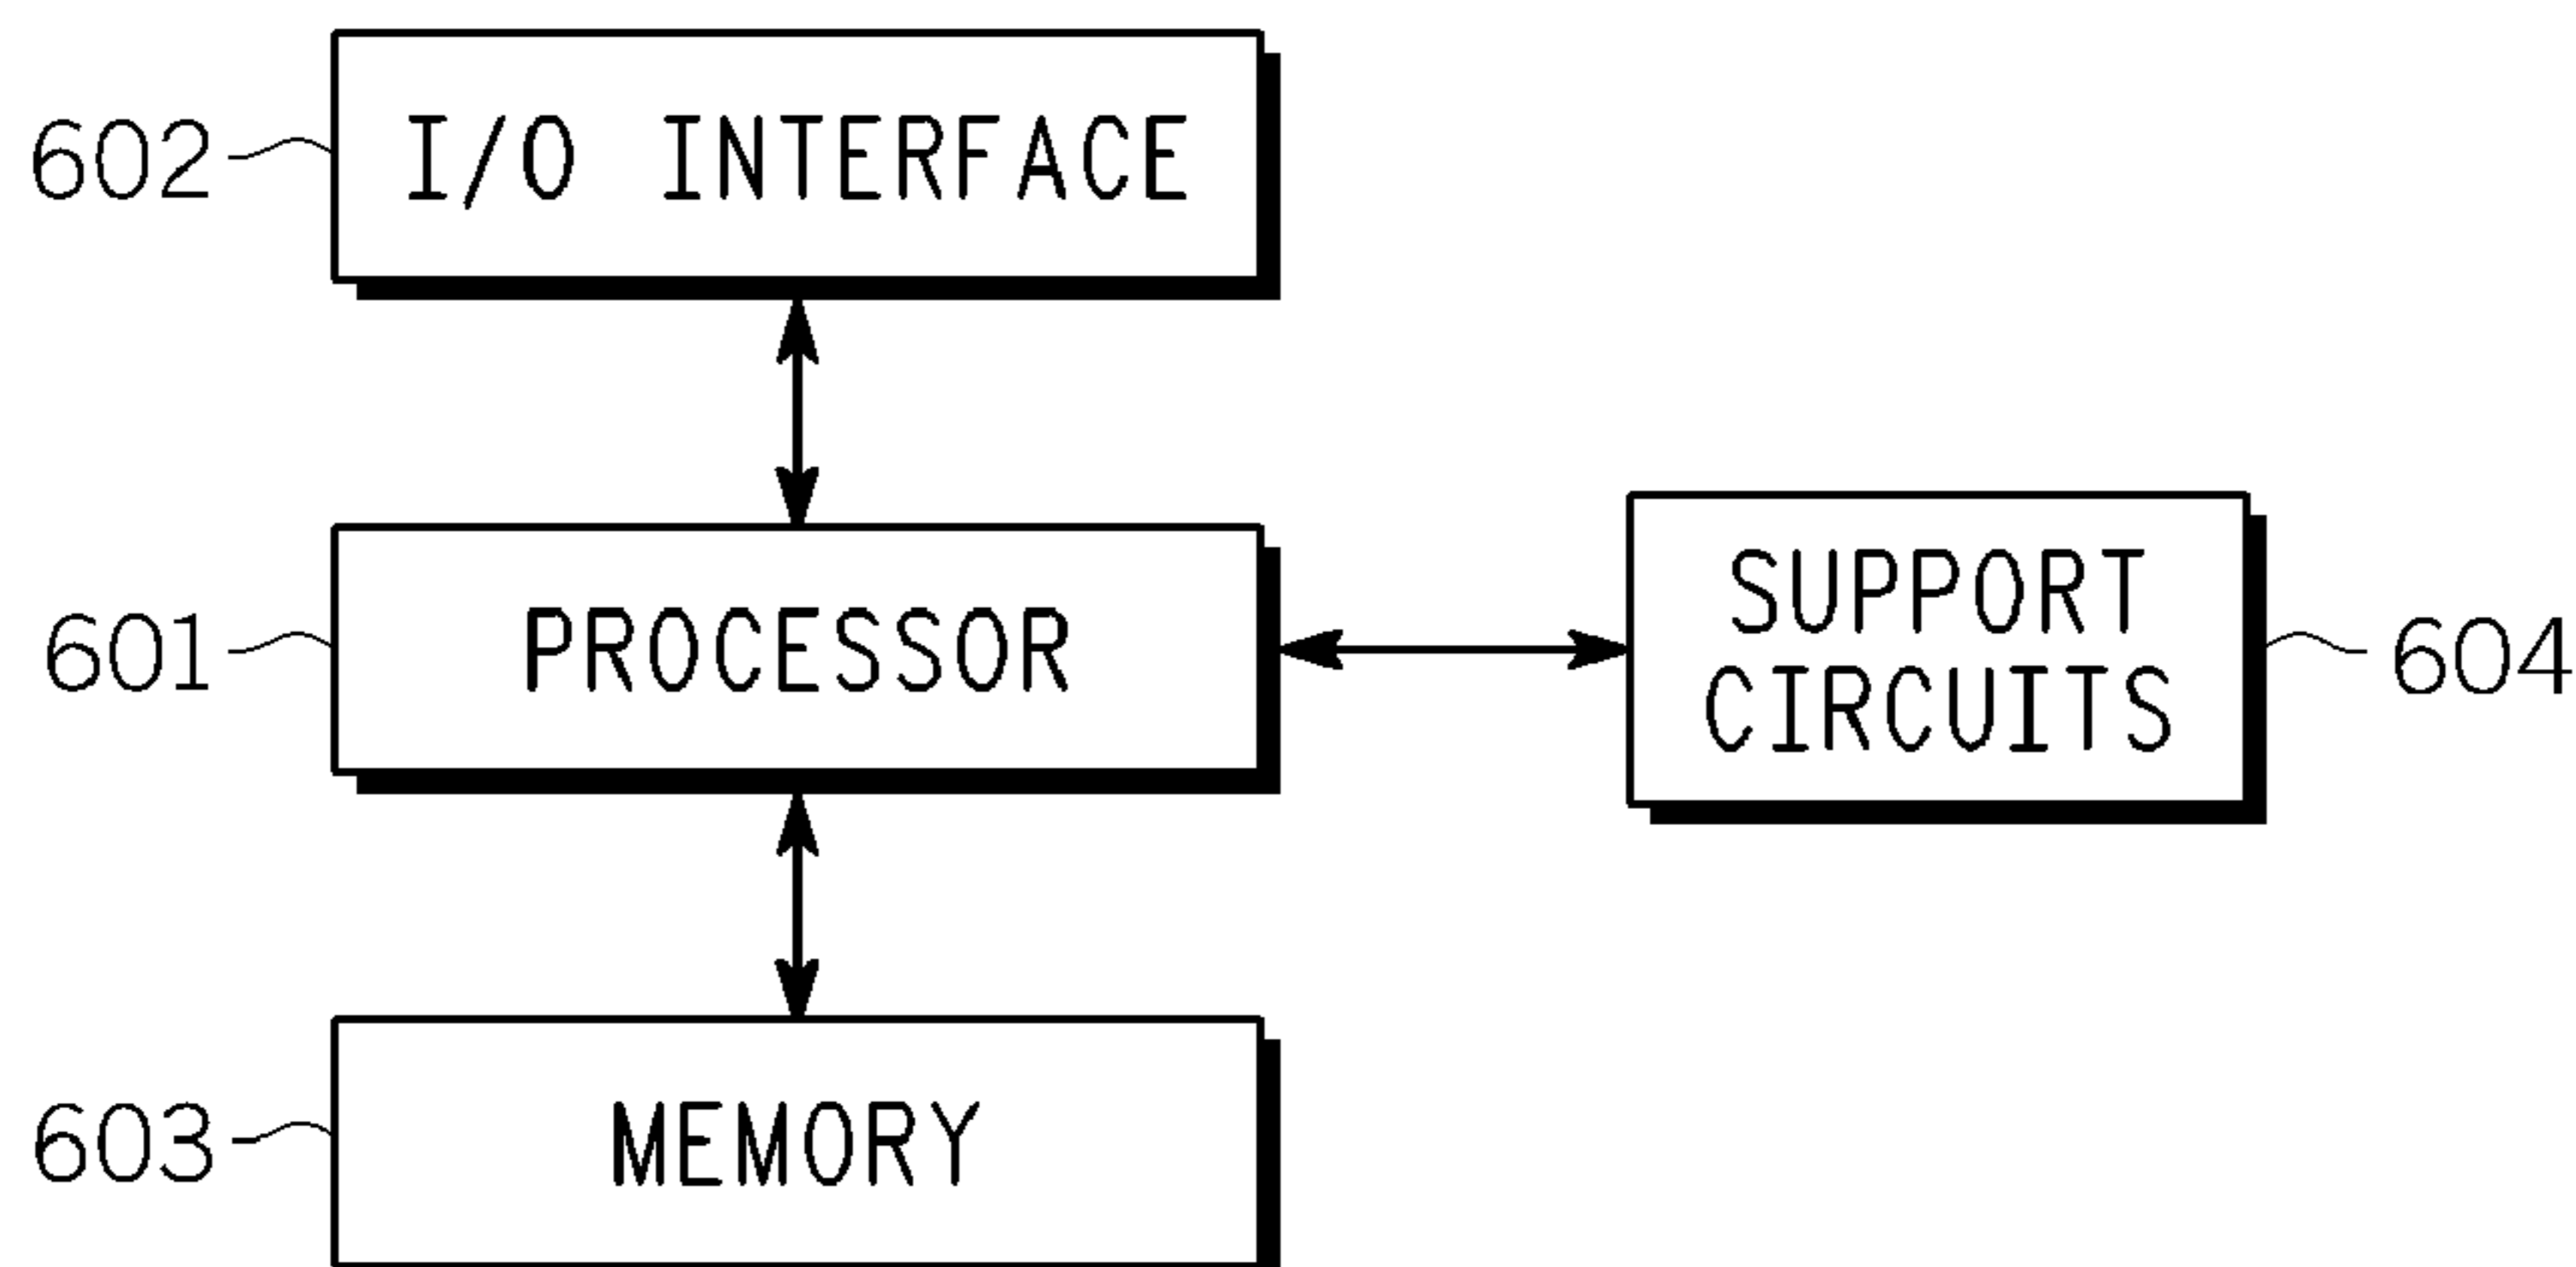 602
I/O INTERFACE
601
PROCESSOR
SUPPORT
CIRCUITS
604
603
MEMORY